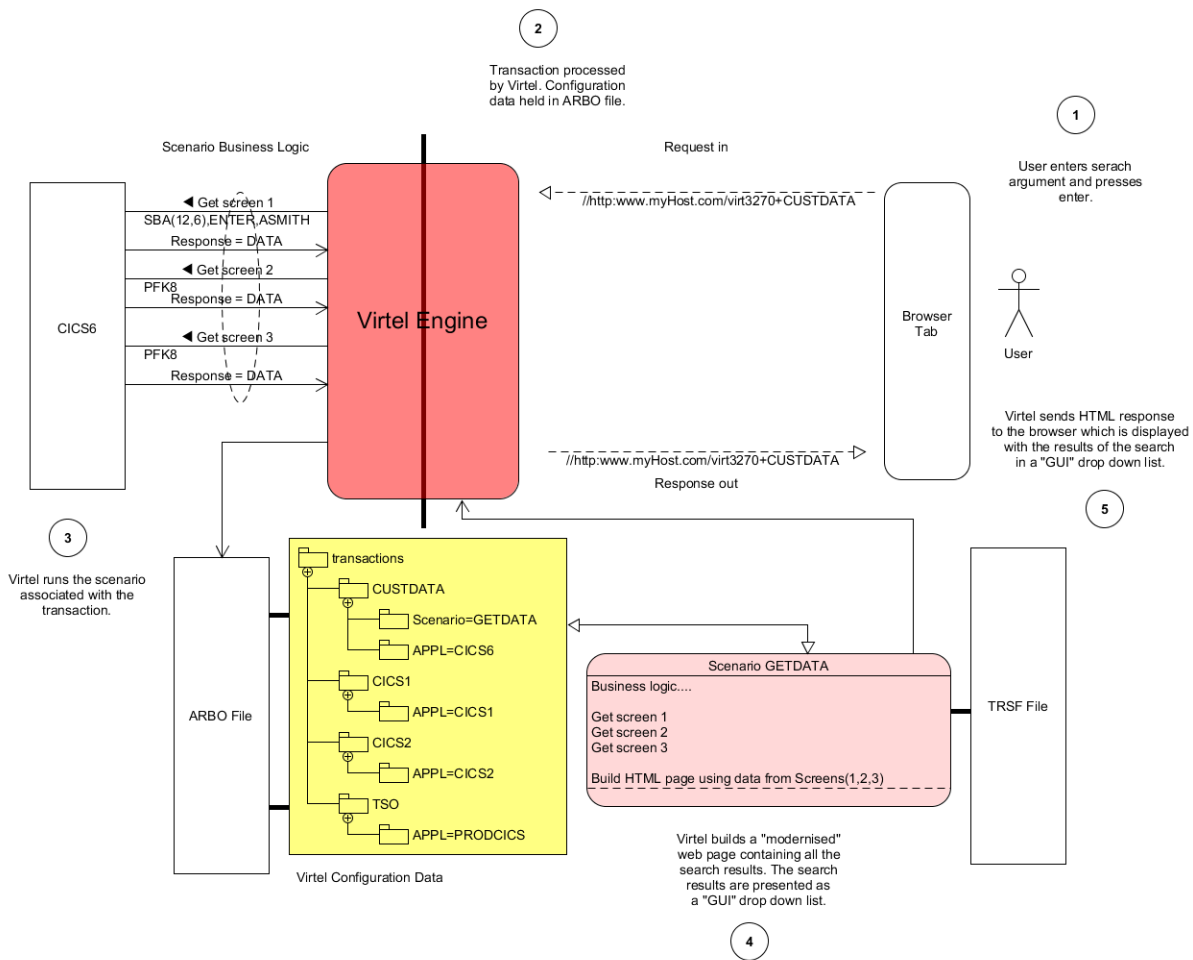 2
Transaction processed
by Virtel. Configuration
data held in ARBO file.
1
User enters serach
argument and presses
enter.
Scenario Business Logic
Request in
CICS6
◀ Get screen 1
SBA(12,6),ENTER,ASMITH
Response = DATA
◀ Get screen 2
PFK8
Response = DATA
◀ Get screen 3
PFK8
Response = DATA
Virtel Engine
//http:www.myHost.com/virt3270+CUSTDATA
Browser
Tab
User
//http:www.myHost.com/virt3270+CUSTDATA
Response out
Virtel sends HTML response
to the browser which is displayed
with the results of the search
in a "GUI" drop down list.
5
3
Virtel runs the scenario
associated with the
transaction.
ARBO File
transactions
CUSTDATA
Scenario=GETDATA
APPL=CICS6
CICS1
APPL=CICS1
CICS2
APPL=CICS2
TSO
APPL=PRODCICS
Virtel Configuration Data
Scenario GETDATA
Business logic....
Get screen 1
Get screen 2
Get screen 3
Build HTML page using data from Screens(1,2,3)
TRSF File
Virtel builds a "modernised"
web page containing all the
search results. The search
results are presented as
a "GUI" drop down list.
4